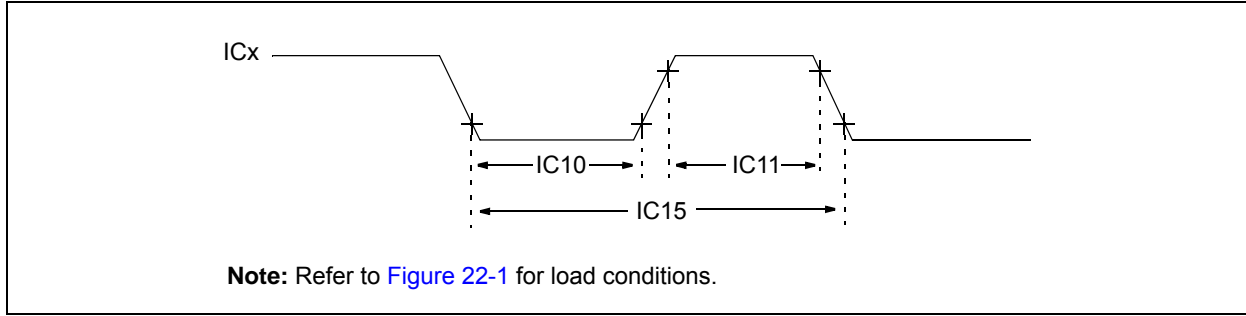 ICx
IC10
IC11
IC15
Note: Refer to Figure 22-1 for load conditions.